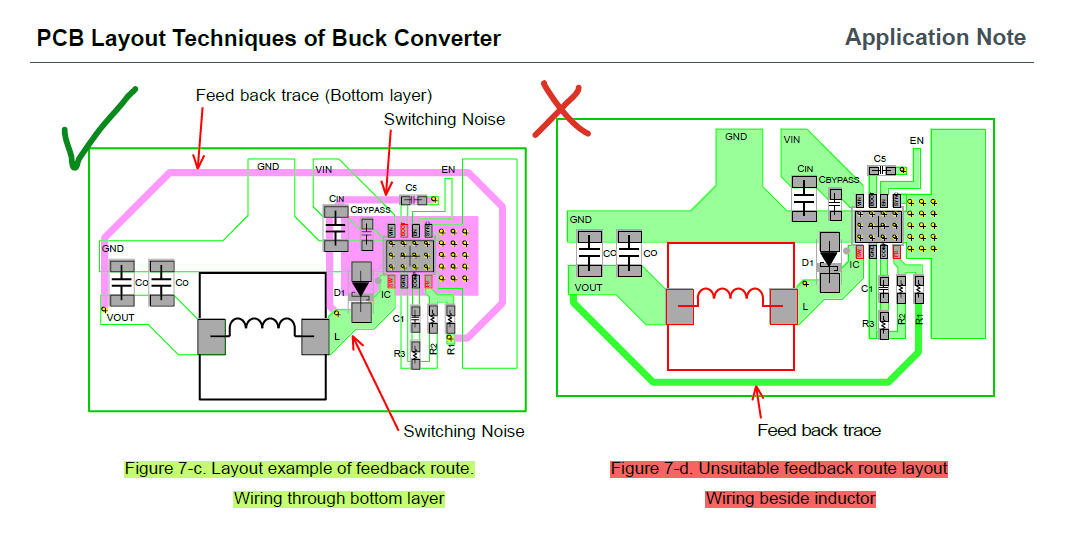 PCB Layout Techniques of Buck Converter
Application Note
Feed back trace (Bottom layer)
Switching Noise
GND
VIN
EN
C5
CIN
CBYPASS
GND
CO
CO
D1
IC
VOUT
L
C1
R2
R1
R3
Switching Noise
Figure 7-c. Layout example of feedback route.
Wiring through bottom layer
GND
VIN
EN
C5
CIN
CBYPASS
GND
CO
CO
D1
IC
VOUT
L
C1
R2
R1
R3
Feed back trace
Figure 7-d. Unsuitable feedback route layout
Wiring beside inductor